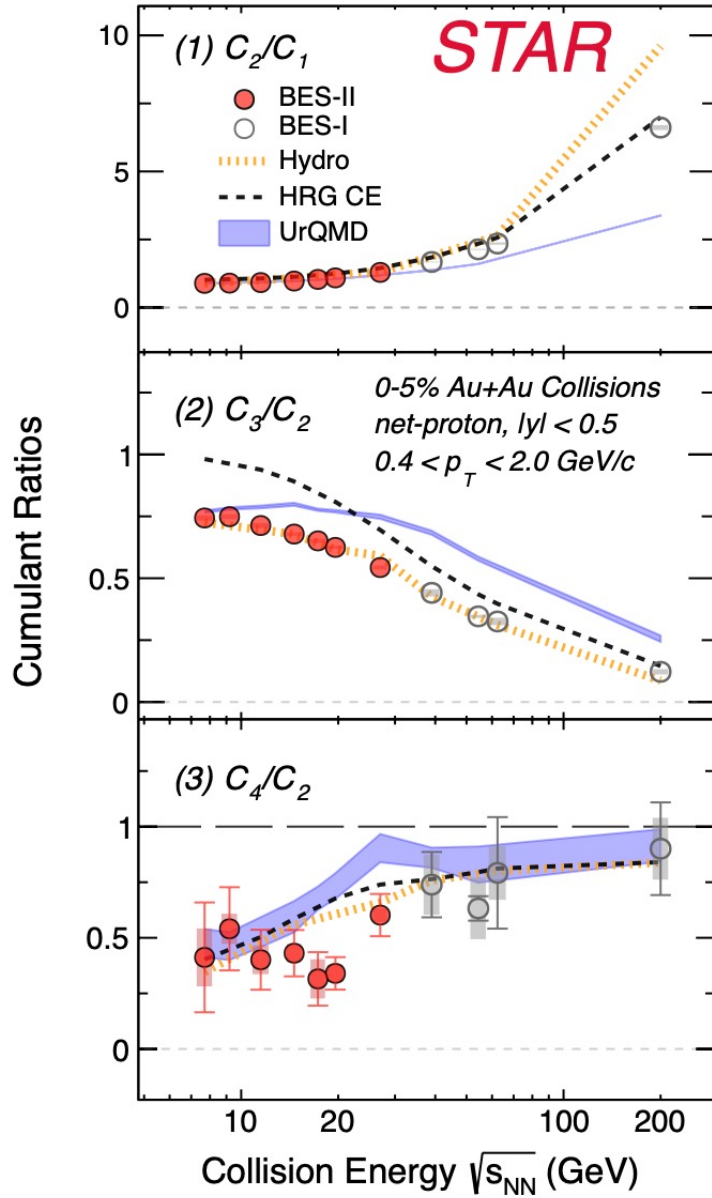 10
5
0
(1) C₂/C₁
STAR
BES-II
BES-I
Hydro
HRG CE
UrQMD
1
0.5
0
(2) C₃/C₂
0-5% Au+Au Collisions
net-proton, |y| < 0.5
0.4 < p_T < 2.0 GeV/c
Cumulant Ratios
1
0.5
0
(3) C₄/C₂
10 20 100 200
Collision Energy √s_NN (GeV)